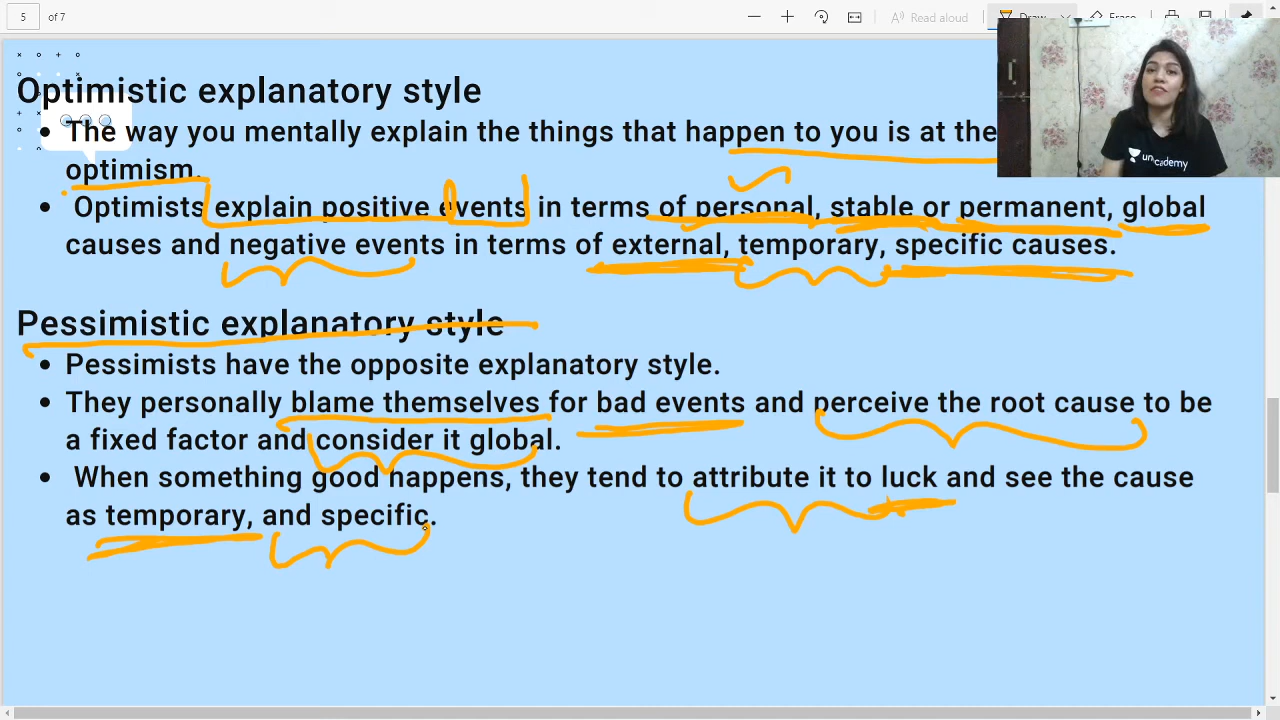 5 of 7
Read aloud
Draw
Erase
Optimistic explanatory style
• The way you mentally explain the things that happen to you is at the
optimism.
• Optimists explain positive events in terms of personal, stable or permanent, global
causes and negative events in terms of external, temporary, specific causes.
unacademy
Pessimistic explanatory style
• Pessimists have the opposite explanatory style.
• They personally blame themselves for bad events and perceive the root cause to be
a fixed factor and consider it global.
• When something good happens, they tend to attribute it to luck and see the cause
as temporary, and specific.